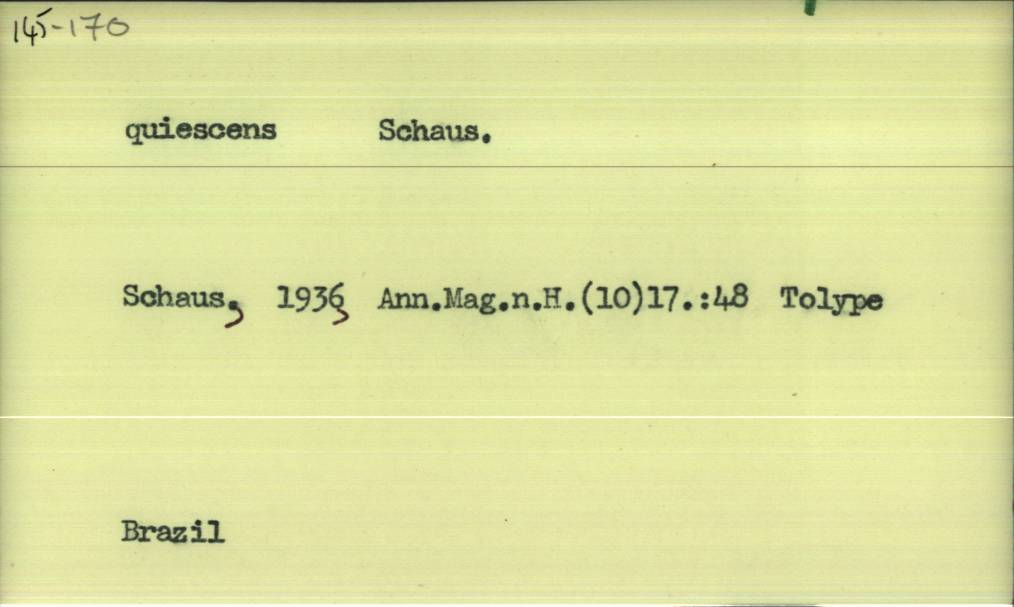 145-170
quiescens Schaus.
Schaus, 1936, Ann.Mag.n.H.(10)17.:48 Tolype
Brazil